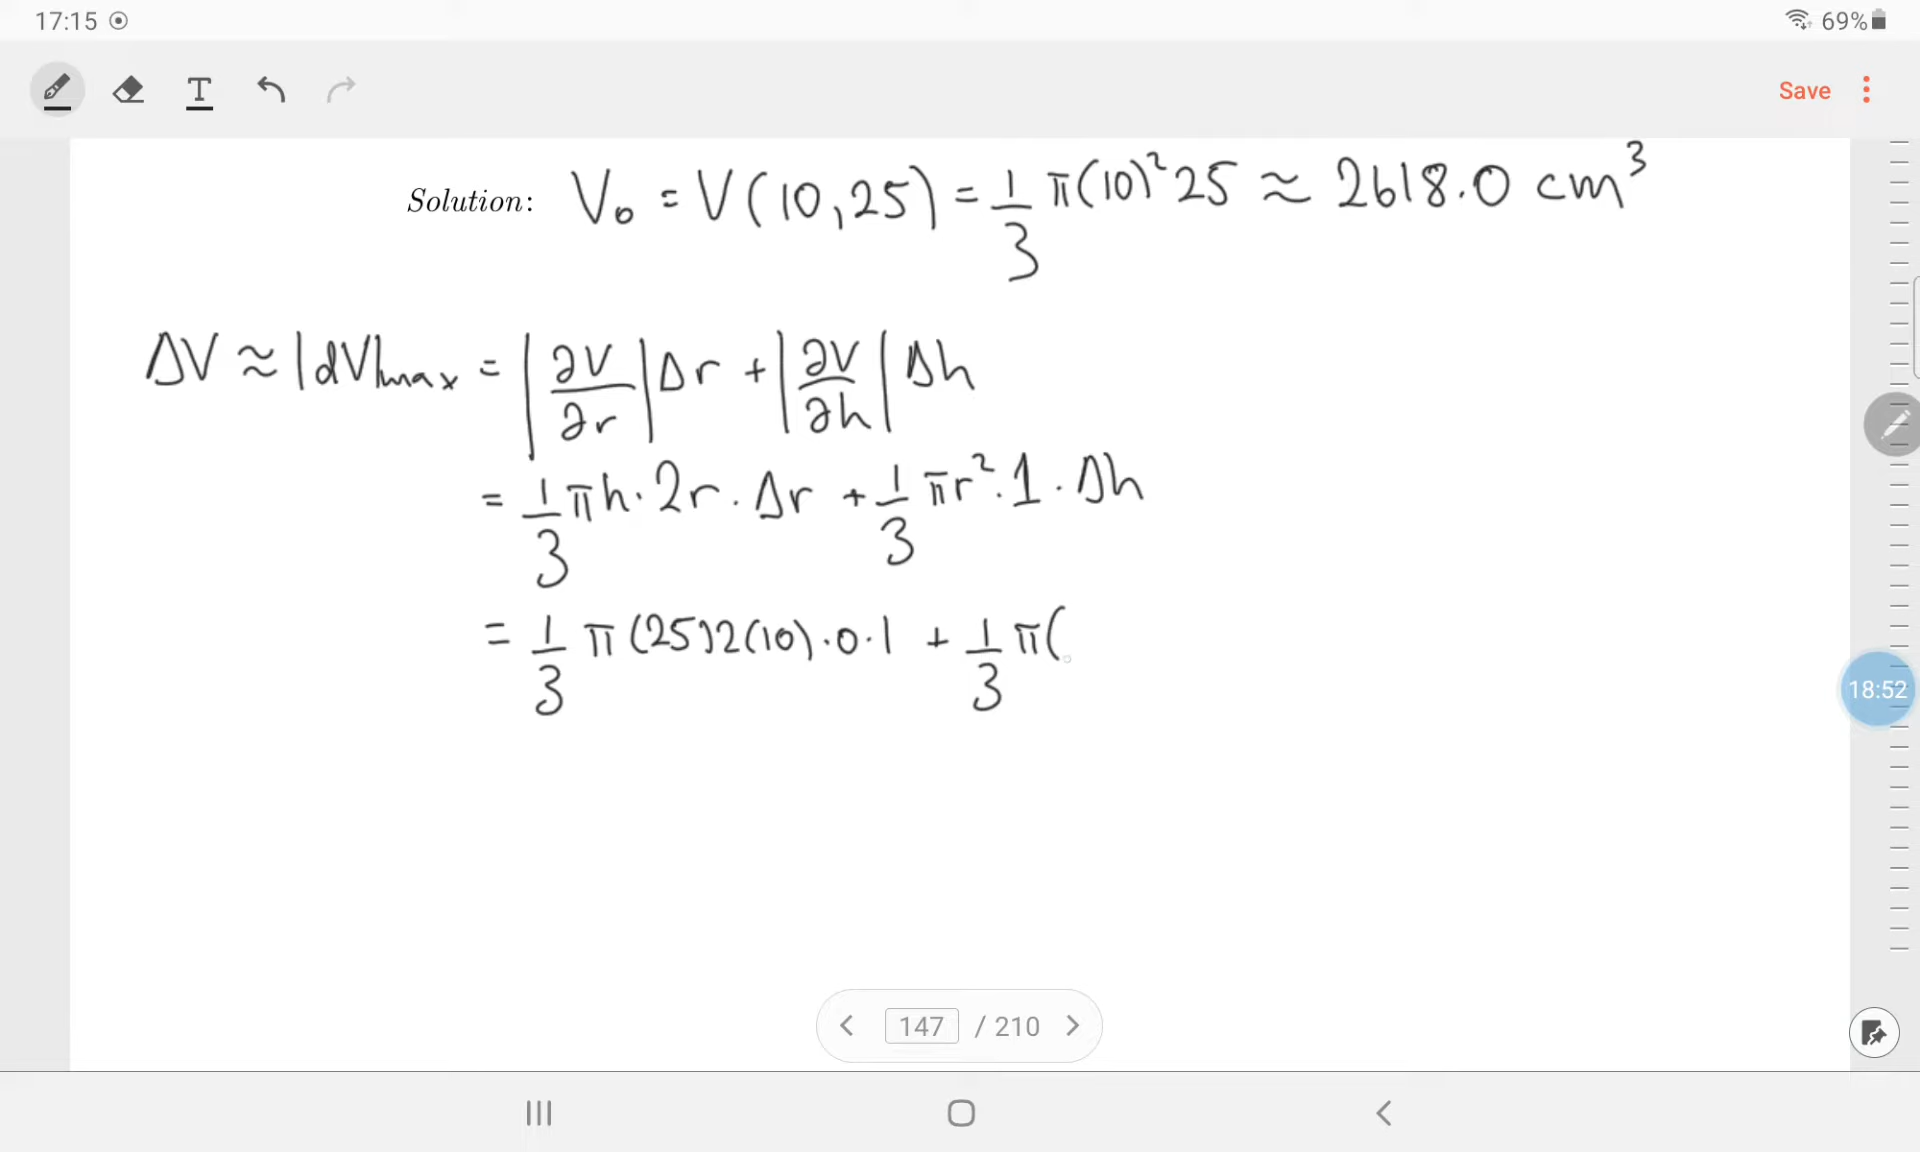 17:15 69%
T Save
Solution: V₀ = V(10,25) = 1/3 π(10)² 25 ≈ 2618.0 cm³
ΔV ≈ |dV|max = |∂V/∂r| Δr + |∂V/∂h| Δh
= 1/3 πh · 2r · Δr + 1/3 πr² · 1 · Δh
= 1/3 π (25)2(10) · 0.1 + 1/3 π(
18:52
147 / 210